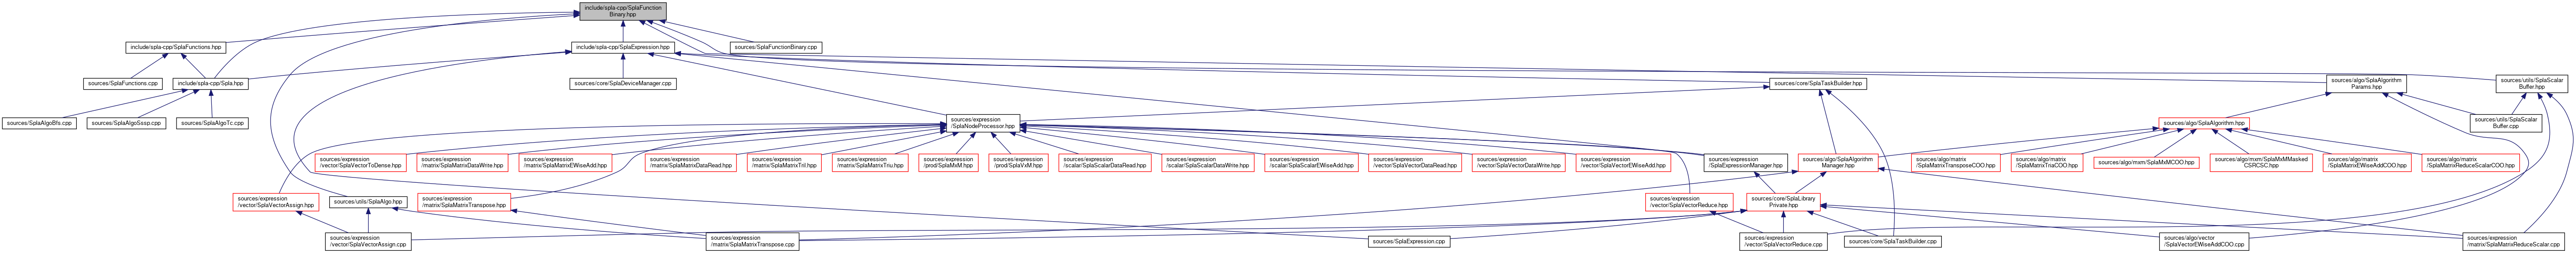 include/spla-cpp/SplaFunction
Binary.hpp
include/spla-cpp/SplaFunctions.hpp
include/spla-cpp/SplaExpression.hpp
sources/SplaFunctionBinary.cpp
sources/SplaFunctions.cpp
include/spla-cpp/Spla.hpp
sources/core/SplaDeviceManager.cpp
sources/core/SplaTaskBuilder.hpp
sources/algo/SplaAlgorithm
Params.hpp
sources/utils/SplaScalar
Buffer.hpp
sources/SplaAlgoBfs.cpp
sources/SplaAlgoSssp.cpp
sources/SplaAlgoTc.cpp
sources/expression
/SplaNodeProcessor.hpp
sources/algo/SplaAlgorithm.hpp
sources/utils/SplaScalar
Buffer.cpp
sources/expression
/vector/SplaVectorToDense.hpp
sources/expression
/matrix/SplaMatrixDataWrite.hpp
sources/expression
/matrix/SplaMatrixEWiseAdd.hpp
sources/expression
/matrix/SplaMatrixDataRead.hpp
sources/expression
/matrix/SplaMatrixTril.hpp
sources/expression
/matrix/SplaMatrixTriu.hpp
sources/expression
/prod/SplaMxM.hpp
sources/expression
/prod/SplaVxM.hpp
sources/expression
/scalar/SplaScalarDataRead.hpp
sources/expression
/scalar/SplaScalarDataWrite.hpp
sources/expression
/scalar/SplaScalarEWiseAdd.hpp
sources/expression
/vector/SplaVectorDataRead.hpp
sources/expression
/vector/SplaVectorDataWrite.hpp
sources/expression
/vector/SplaVectorEWiseAdd.hpp
sources/expression
/SplaExpressionManager.hpp
sources/algo/SplaAlgorithm
Manager.hpp
sources/algo/matrix
/SplaMatrixTransposeCOO.hpp
sources/algo/matrix
/SplaMatrixTriaCOO.hpp
sources/algo/mxm/SplaMxMCOO.hpp
sources/algo/mxm/SplaMxMMasked
CSRCSC.hpp
sources/algo/matrix
/SplaMatrixEWiseAddCOO.hpp
sources/algo/matrix
/SplaMatrixReduceScalarCOO.hpp
sources/expression
/vector/SplaVectorAssign.hpp
sources/utils/SplaAlgo.hpp
sources/expression
/matrix/SplaMatrixTranspose.hpp
sources/expression
/vector/SplaVectorReduce.hpp
sources/core/SplaLibrary
Private.hpp
sources/expression
/vector/SplaVectorAssign.cpp
sources/expression
/matrix/SplaMatrixTranspose.cpp
sources/SplaExpression.cpp
sources/expression
/vector/SplaVectorReduce.cpp
sources/core/SplaTaskBuilder.cpp
sources/algo/vector
/SplaVectorEWiseAddCOO.cpp
sources/expression
/matrix/SplaMatrixReduceScalar.cpp